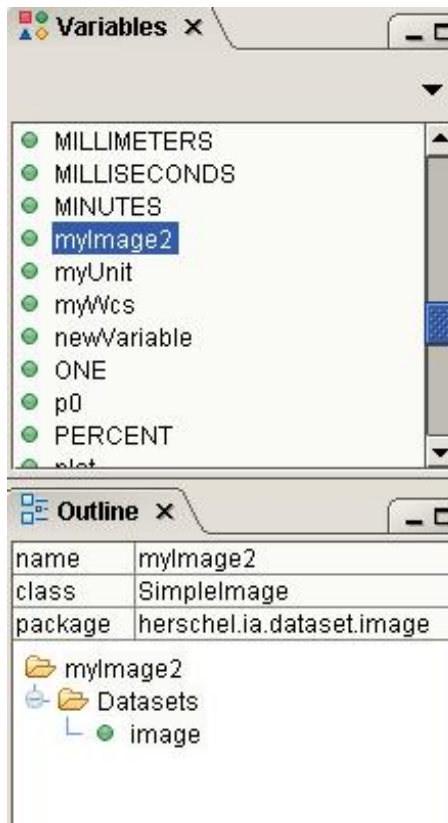 Variables
MILLIMETERS
MILLISECONDS
MINUTES
myImage2
myUnit
myWcs
newVariable
ONE
p0
PERCENT
plot
Outline
name myImage2
class SimpleImage
package herschel.ia.dataset.image
myImage2
Datasets
image